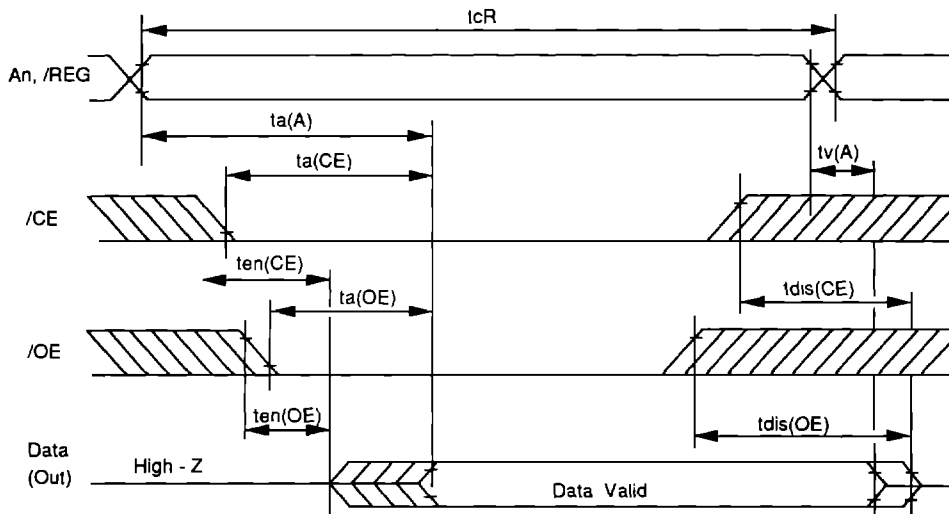 tcR
An, /REG
ta(A)
ta(CE)
tv(A)
/CE
ten(CE)
ta(OE)
tdis(CE)
/OE
ten(OE)
tdis(OE)
Data
(Out)
High - Z
Data Valid